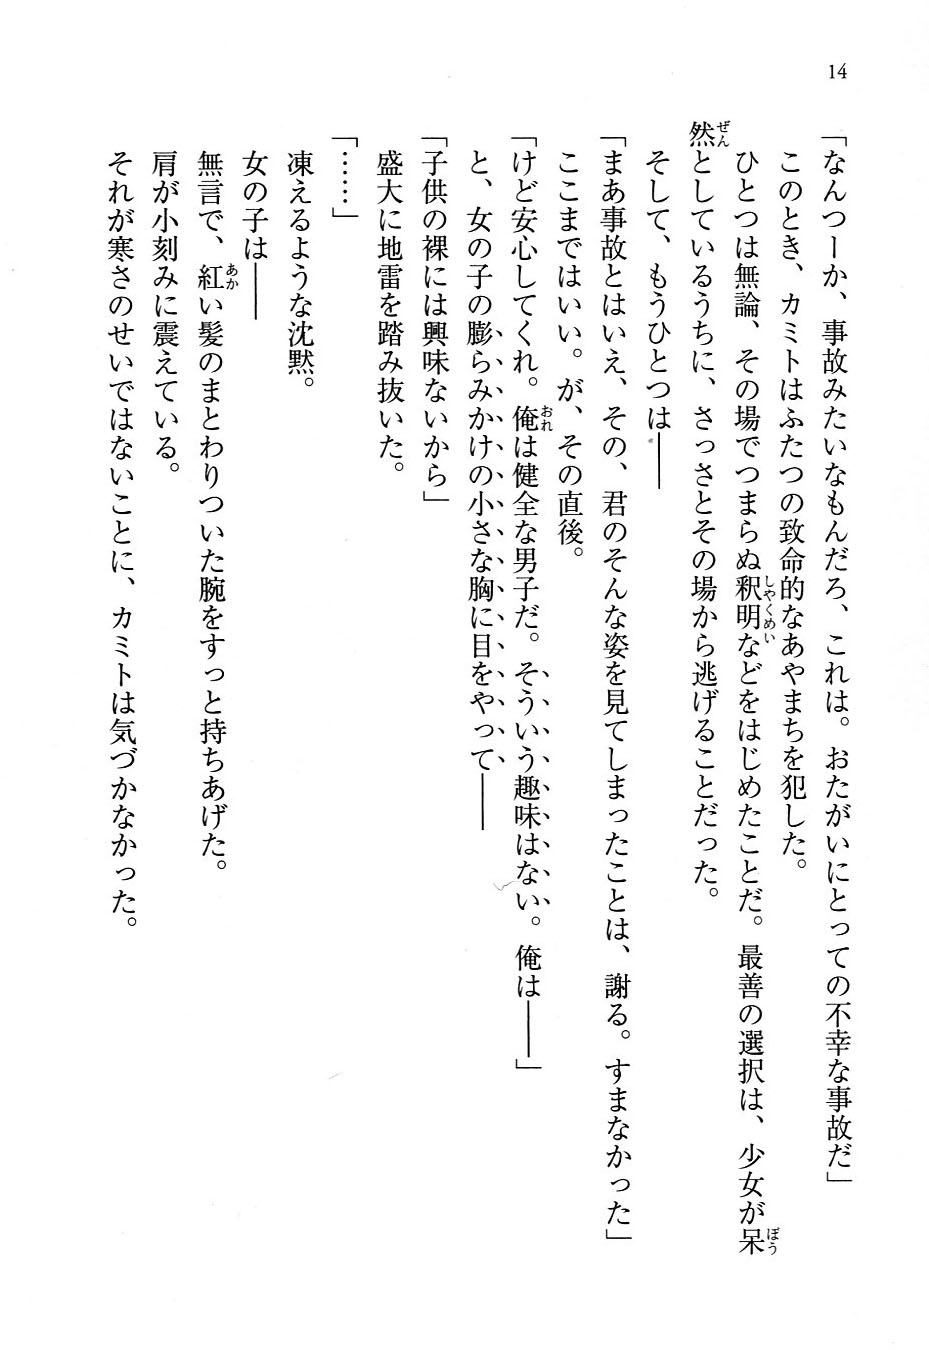 14
「なんつーか、事故みたいなもんだろ、これは。おたがいにとっての不幸な事故だ」
このとき、カミトはふたつの致命的なあやまちを犯した。
ひとつは無論、その場でつまらぬ釈明などをはじめたことだ。最善の選択は、少女が呆
然としているうちに、さっさとその場から逃げることだった。
そして、もうひとつは――
「まあ事故とはいえ、その、君のそんな姿を見てしまったことは、謝る。すまなかった」
ここまではいい。が、その直後。
「けど安心してくれ。俺は健全な男子だ。そういう趣味はない。俺は――」
と、女の子の膨らみかけの小さな胸に目をやって――
「子供の裸には興味ないから」
盛大に地雷を踏み抜いた。
「……」
凍えるような沈黙。
女の子は――
無言で、紅い髪のまとわりついた腕をすっと持ちあげた。
肩が小刻みに震えている。
それが寒さのせいではないことに、カミトは気づかなかった。